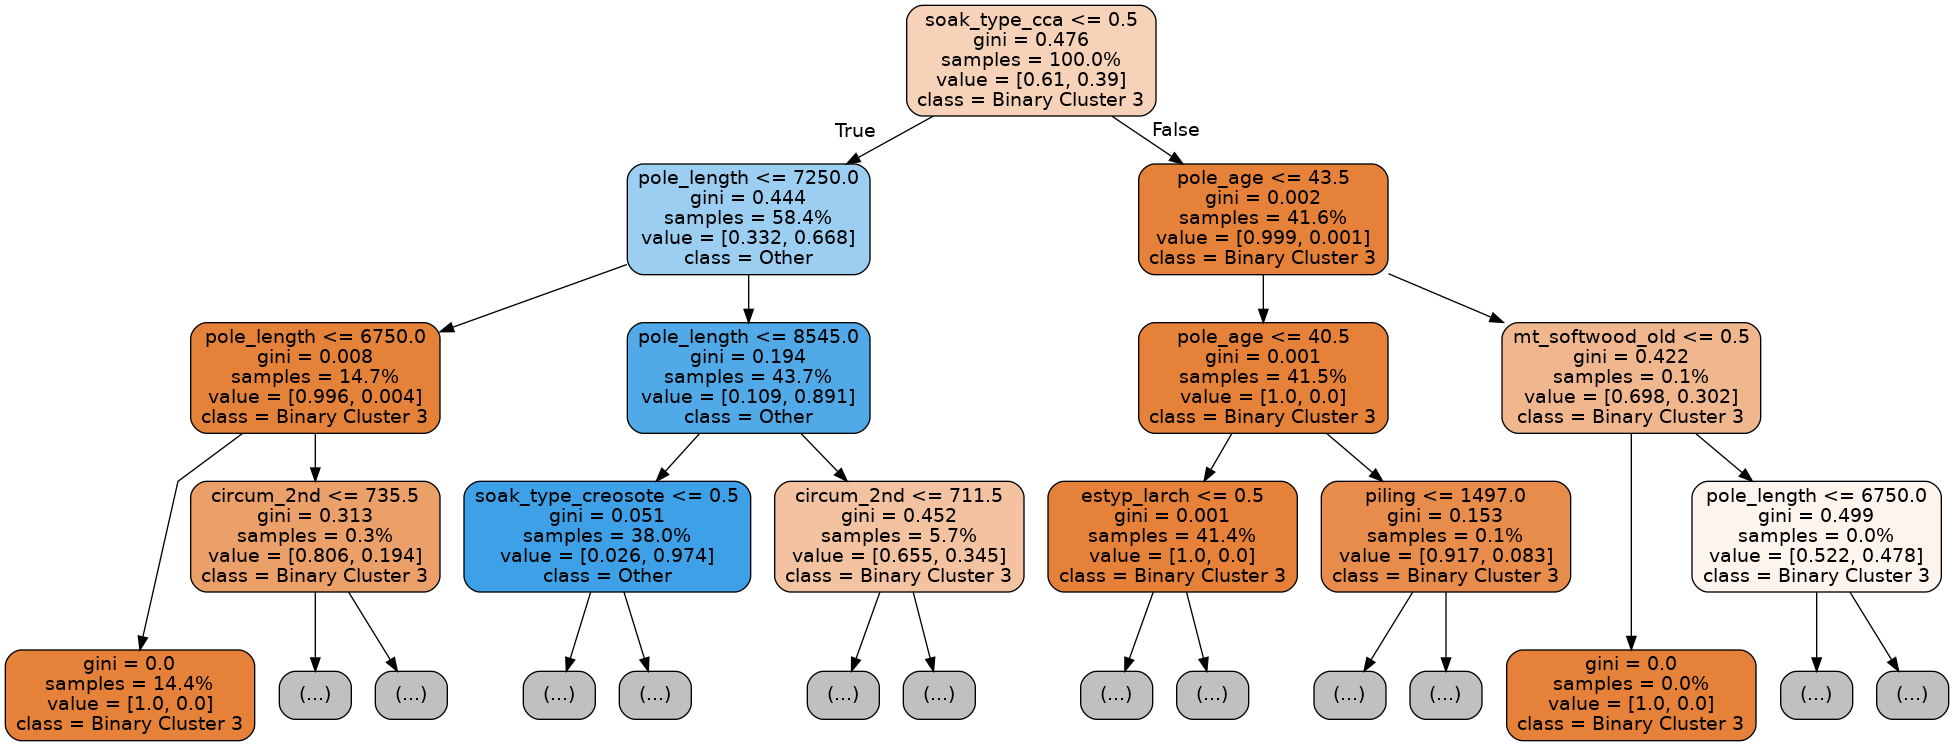 soak_type_cca <= 0.5
gini = 0.476
samples = 100.0%
value = [0.61, 0.39]
class = Binary Cluster 3
True
False
pole_length <= 7250.0
gini = 0.444
samples = 58.4%
value = [0.332, 0.668]
class = Other
pole_age <= 43.5
gini = 0.002
samples = 41.6%
value = [0.999, 0.001]
class = Binary Cluster 3
pole_length <= 6750.0
gini = 0.008
samples = 14.7%
value = [0.996, 0.004]
class = Binary Cluster 3
pole_length <= 8545.0
gini = 0.194
samples = 43.7%
value = [0.109, 0.891]
class = Other
pole_age <= 40.5
gini = 0.001
samples = 41.5%
value = [1.0, 0.0]
class = Binary Cluster 3
mt_softwood_old <= 0.5
gini = 0.422
samples = 0.1%
value = [0.698, 0.302]
class = Binary Cluster 3
circum_2nd <= 735.5
gini = 0.313
samples = 0.3%
value = [0.806, 0.194]
class = Binary Cluster 3
soak_type_creosote <= 0.5
gini = 0.051
samples = 38.0%
value = [0.026, 0.974]
class = Other
circum_2nd <= 711.5
gini = 0.452
samples = 5.7%
value = [0.655, 0.345]
class = Binary Cluster 3
estyp_larch <= 0.5
gini = 0.001
samples = 41.4%
value = [1.0, 0.0]
class = Binary Cluster 3
piling <= 1497.0
gini = 0.153
samples = 0.1%
value = [0.917, 0.083]
class = Binary Cluster 3
pole_length <= 6750.0
gini = 0.499
samples = 0.0%
value = [0.522, 0.478]
class = Binary Cluster 3
gini = 0.0
samples = 14.4%
value = [1.0, 0.0]
class = Binary Cluster 3
(...)
(...)
(...)
(...)
(...)
(...)
(...)
(...)
(...)
(...)
gini = 0.0
samples = 0.0%
value = [1.0, 0.0]
class = Binary Cluster 3
(...)
(...)